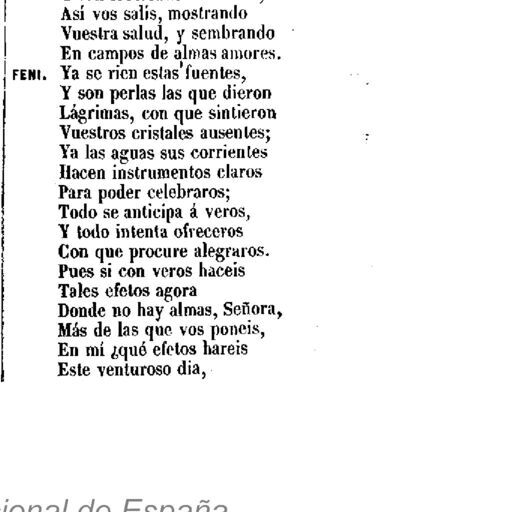 Así vos salis, mostrando
Vuestra salud, y sembrando
En campos de almas amores.
FENI. Ya se rien estas fuentes,
Y son perlas las que dieron
Lágrimas, con que sintieron
Vuestros cristales ausentes;
Ya las aguas sus corrientes
Hacen instrumentos claros
Para poder celebraros;
Todo se anticipa á veros,
Y todo intenta ofreceros
Con que procure alegraros.
Pues si con veros haceis
Tales efetos agora
Donde no hay almas, Señora,
Más de las que vos poneis,
En mí ¿qué efetos hareis
Este venturoso dia,
de España